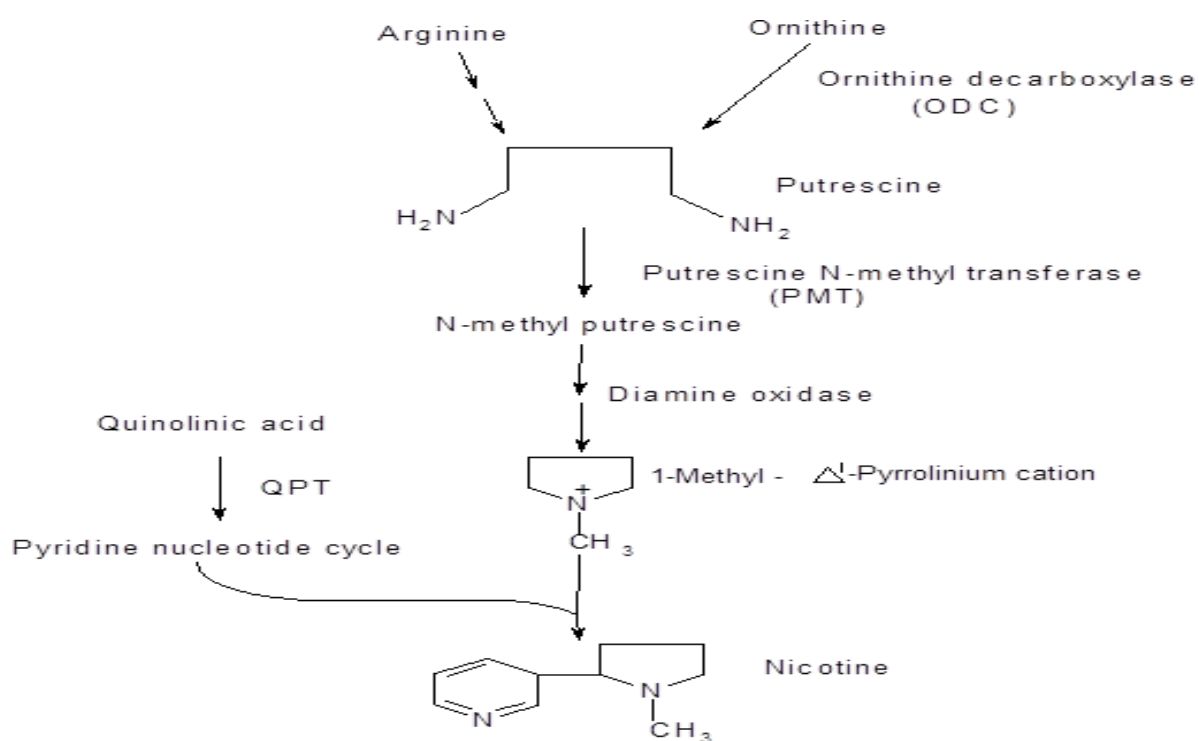 Arginine
Ornithine
Ornithine decarboxylase
(ODC)
Putrescine
H2N
NH2
Putrescine N-methyl transferase
(PMT)
N-methyl putrescine
Diamine oxidase
Quinolinic acid
QPT
1-Methyl - △'-Pyrrolinium cation
+
N
CH3
Pyridine nucleotide cycle
Nicotine
N
N
CH3